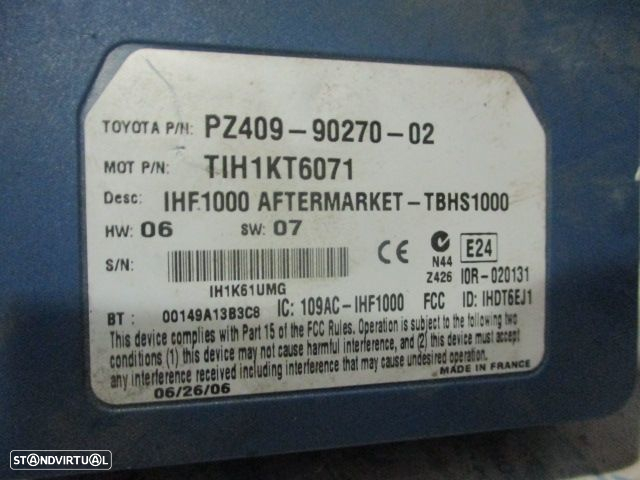 TOYOTA P/N: PZ409-90270-02
MOT P/N: TIH1KT6071
Desc: IHF1000 AFTERMARKET-TBHS1000
HW: 06 SW: 07
S/N:
IH1K61UMG
CE N44 E24
Z426 IOR-020131
BT: 00149A13B3C8 IC: 109AC-IHF1000 FCC ID: IHDT6EJ1
This device complies with Part 15 of the FCC Rules. Operation is subject to the following two
conditions (1) this device may not cause harmful interference, and (2) this device must accept
any interference received including interference that may cause undesired operation.
06/26/06 MADE IN FRANCE
STANDVIRTUAL